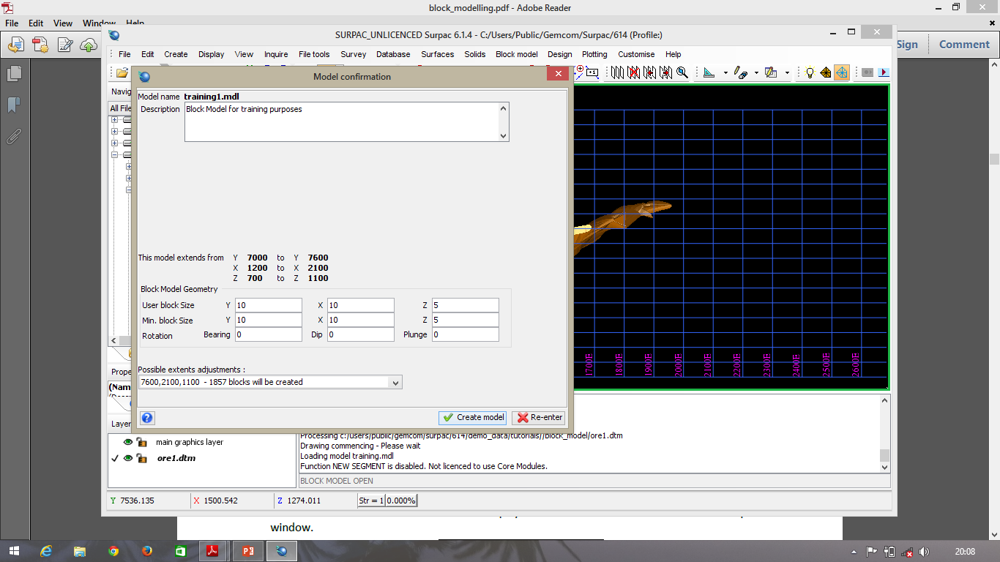 block_modelling.pdf - Adobe Reader
File Edit View Window Help
SURPAC_UNLICENCED Surpac 6.1.4 - C:/Users/Public/Gemcom/Surpac/614 (Profile:)
Sign Comment
File Edit Create Display View Inquire File tools Survey Database Surfaces Solids Block model Design Plotting Customise Help
Model confirmation
Navig
All File
Model name training1.mdl
Description Block Model for training purposes
This model extends from Y 7000 to Y 7600
X 1200 to X 2100
Z 700 to Z 1100
Block Model Geometry
User block Size Y 10 X 10 Z 5
Min. block Size Y 10 X 10 Z 5
Rotation Bearing 0 Dip 0 Plunge 0
Possible extents adjustments :
7600,2100,1100 - 1857 blocks will be created
Create model Re-enter
1700E 1800E 1900E 2000E 2100E 2200E 2300E 2400E 2500E 2600E
Prope
(Nam
Layer
main graphics layer
ore1.dtm
Processing c:/users/public/gemcom/surpac/614/demo_data/tutorials//block_model/ore1.dtm
Drawing commencing - Please wait
Loading model training.mdl
Function NEW SEGMENT is disabled. Not licenced to use Core Modules.
BLOCK MODEL OPEN
Y 7536.135 X 1500.542 Z 1274.011 Str = 1 0.000%
window.
20:08